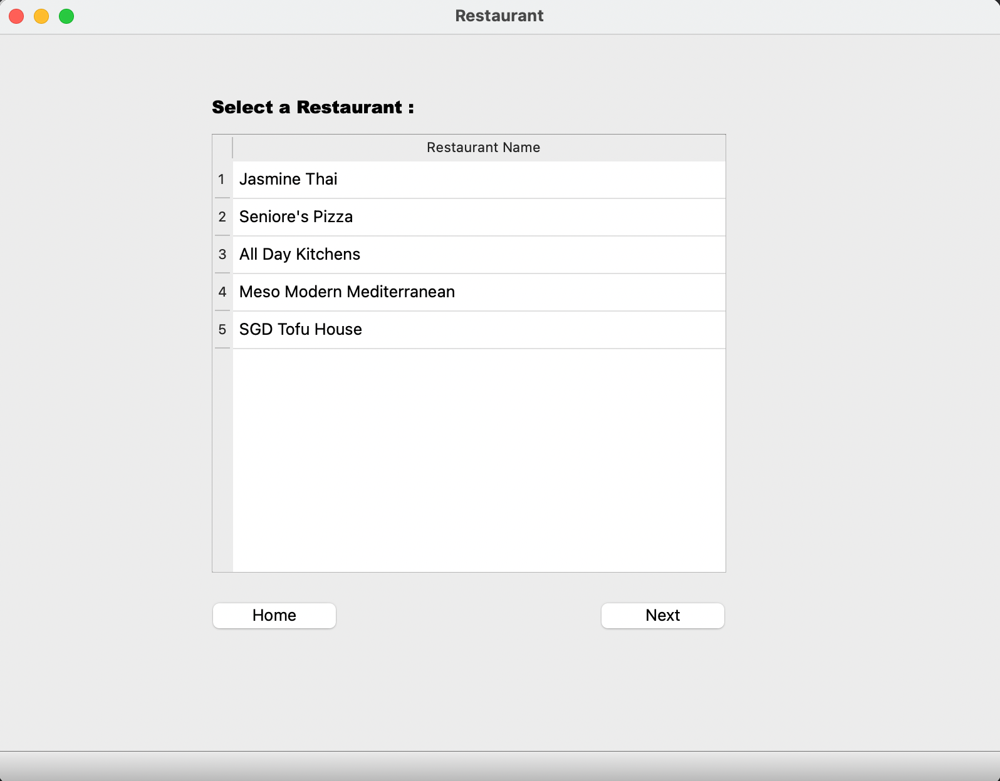 Restaurant
Select a Restaurant :
Restaurant Name
1 Jasmine Thai
2 Seniore's Pizza
3 All Day Kitchens
4 Meso Modern Mediterranean
5 SGD Tofu House
Home Next